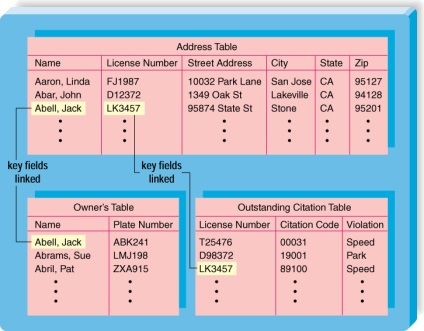 Address Table
Name License Number Street Address City State Zip
Aaron, Linda FJ1987 10032 Park Lane San Jose CA 95127
Abar, John D12372 1349 Oak St Lakeville CA 94128
Abell, Jack LK3457 95874 State St Stone CA 95201
key fields linked
key fields linked
Owner's Table
Name Plate Number
Abell, Jack ABK241
Abrams, Sue LMJ198
Abril, Pat ZXA915
Outstanding Citation Table
License Number Citation Code Violation
T25476 00031 Speed
D98372 19001 Park
LK3457 89100 Speed